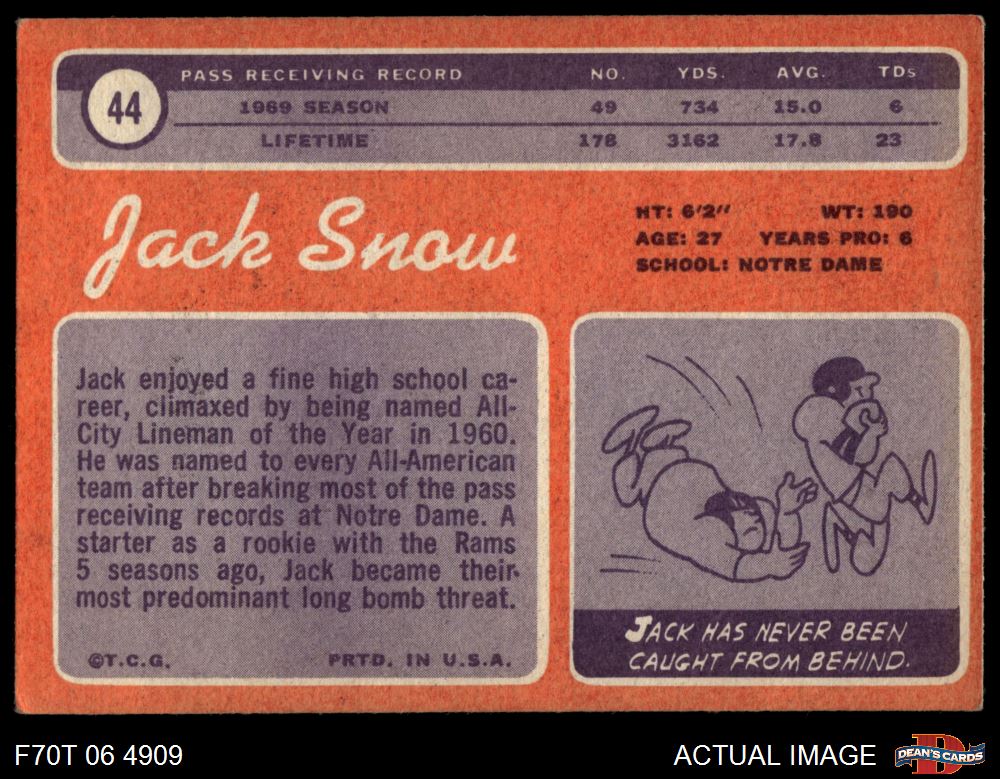 44
PASS RECEIVING RECORD NO. YDS. AVG. TDs
1969 SEASON 49 734 15.0 6
LIFETIME 178 3162 17.8 23
Jack Snow
HT: 6'2" WT: 190
AGE: 27 YEARS PRO: 6
SCHOOL: NOTRE DAME
Jack enjoyed a fine high school ca-
reer, climaxed by being named All-
City Lineman of the Year in 1960.
He was named to every All-American
team after breaking most of the pass
receiving records at Notre Dame. A
starter as a rookie with the Rams
5 seasons ago, Jack became their
most predominant long bomb threat.
©T.C.G. PRTD. IN U.S.A.
JACK HAS NEVER BEEN
CAUGHT FROM BEHIND.
F70T 06 4909 ACTUAL IMAGE
D
DEAN'S CARDS